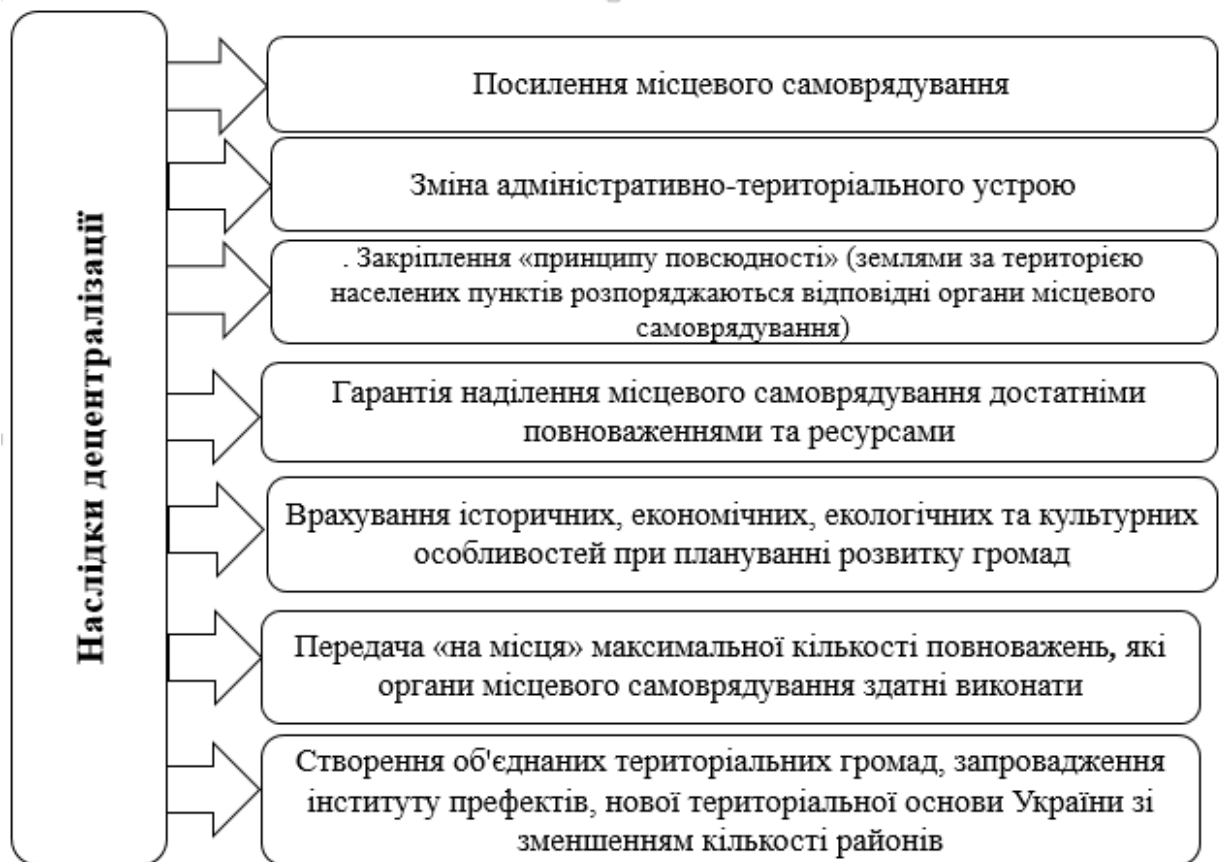 Наслідки децентралізації
Посилення місцевого самоврядування
Зміна адміністративно-територіального устрою
. Закріплення «принципу повсюдності» (землями за територією
населених пунктів розпоряджаються відповідні органи місцевого
самоврядування)
Гарантія наділення місцевого самоврядування достатніми
повноваженнями та ресурсами
Врахування історичних, економічних, екологічних та культурних
особливостей при плануванні розвитку громад
Передача «на місця» максимальної кількості повноважень, які
органи місцевого самоврядування здатні виконати
Створення об'єднаних територіальних громад, запровадження
інституту префектів, нової територіальної основи України зі
зменшенням кількості районів